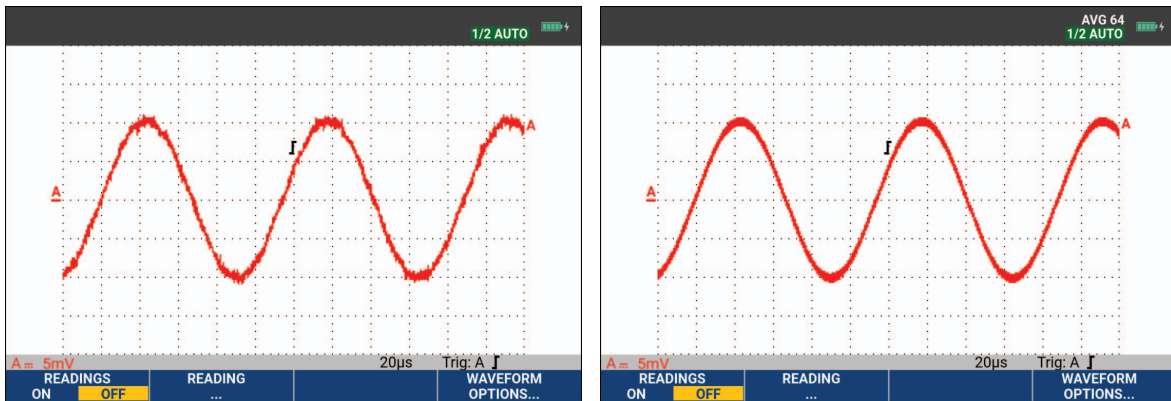 1/2 AUTO
A
A
A 5mV 20µs Trig: A
READINGS READING WAVEFORM
ON OFF ... OPTIONS...
AVG 64
1/2 AUTO
A
A
A 5mV 20µs Trig: A
READINGS READING WAVEFORM
ON OFF ... OPTIONS...